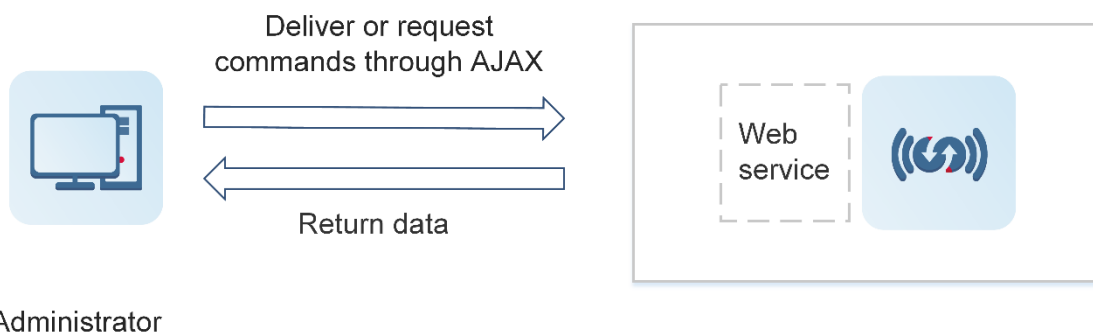 Deliver or request
commands through AJAX
Web
service
Return data
Administrator